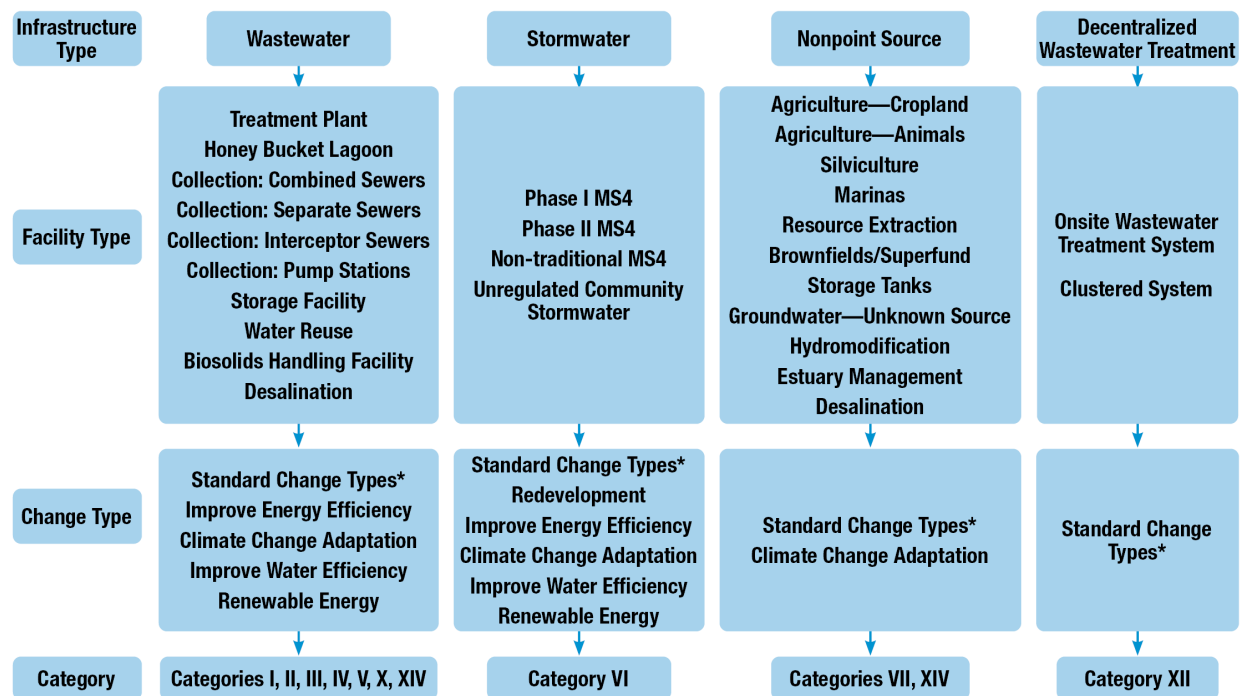 Infrastructure
Type
Wastewater
Stormwater
Nonpoint Source
Decentralized
Wastewater Treatment
Facility Type
Treatment Plant
Honey Bucket Lagoon
Collection: Combined Sewers
Collection: Separate Sewers
Collection: Interceptor Sewers
Collection: Pump Stations
Storage Facility
Water Reuse
Biosolids Handling Facility
Desalination
Phase I MS4
Phase II MS4
Non-traditional MS4
Unregulated Community
Stormwater
Agriculture—Cropland
Agriculture—Animals
Silviculture
Marinas
Resource Extraction
Brownfields/Superfund
Storage Tanks
Groundwater—Unknown Source
Hydromodification
Estuary Management
Desalination
Onsite Wastewater
Treatment System
Clustered System
Change Type
Standard Change Types*
Improve Energy Efficiency
Climate Change Adaptation
Improve Water Efficiency
Renewable Energy
Standard Change Types*
Redevelopment
Improve Energy Efficiency
Climate Change Adaptation
Improve Water Efficiency
Renewable Energy
Standard Change Types*
Climate Change Adaptation
Standard Change
Types*
Category
Categories I, II, III, IV, V, X, XIV
Category VI
Categories VII, XIV
Category XII